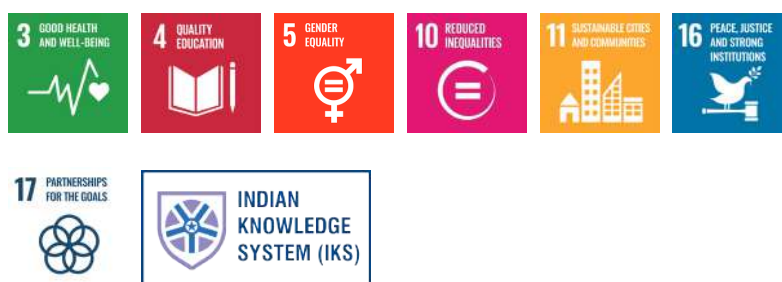 3 GOOD HEALTH
AND WELL-BEING
4 QUALITY
EDUCATION
5 GENDER
EQUALITY
10 REDUCED
INEQUALITIES
11 SUSTAINABLE CITIES
AND COMMUNITIES
16 PEACE, JUSTICE
AND STRONG
INSTITUTIONS
17 PARTNERSHIPS
FOR THE GOALS
INDIAN
KNOWLEDGE
SYSTEM (IKS)